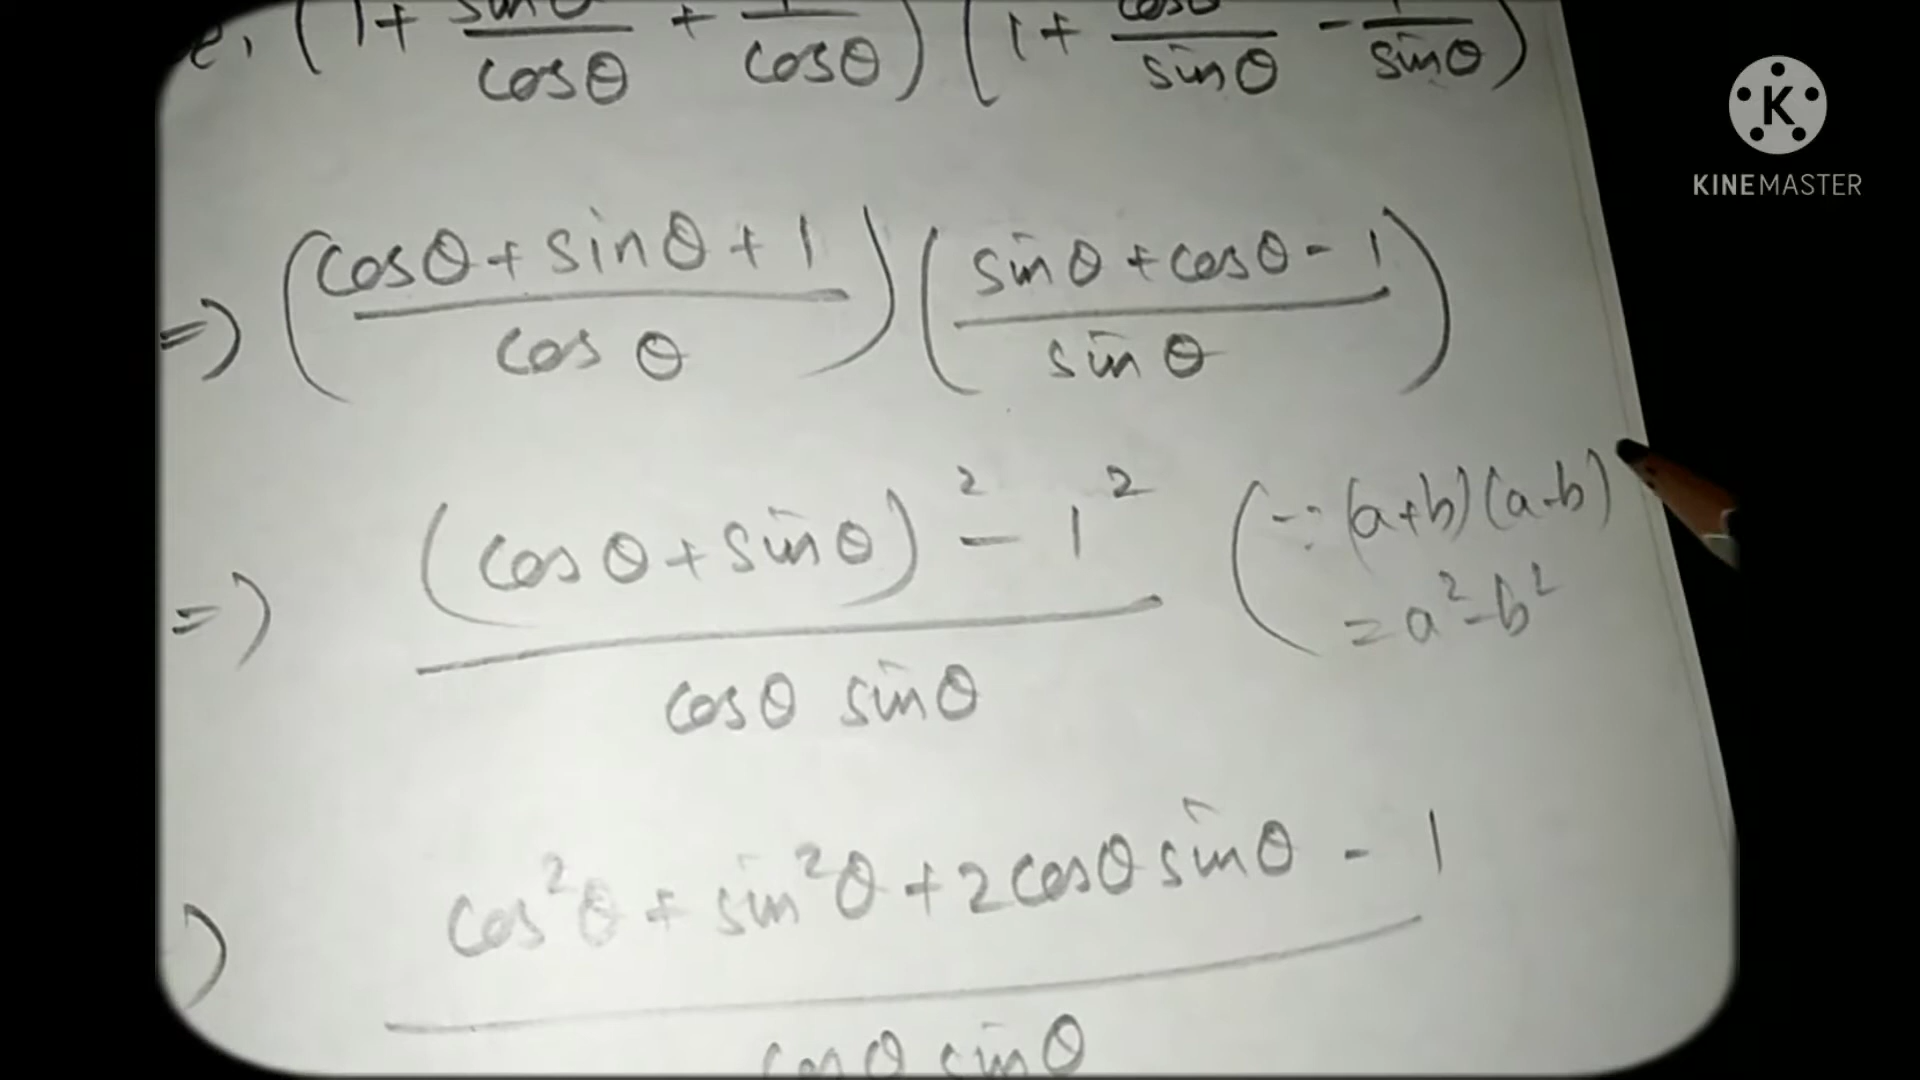 e, (1 + sinθ/cosθ + 1/cosθ) (1 + cosθ/sinθ - 1/sinθ)
K
KINEMASTER
=) (cosθ + sinθ + 1 / cosθ) (sinθ + cosθ - 1 / sinθ)
=) (cosθ + sinθ)² - 1² / cosθ sinθ (∵ (a+b)(a-b)
= a² - b²
) cos²θ + sin²θ + 2cosθ sinθ - 1 / cosθ sinθ